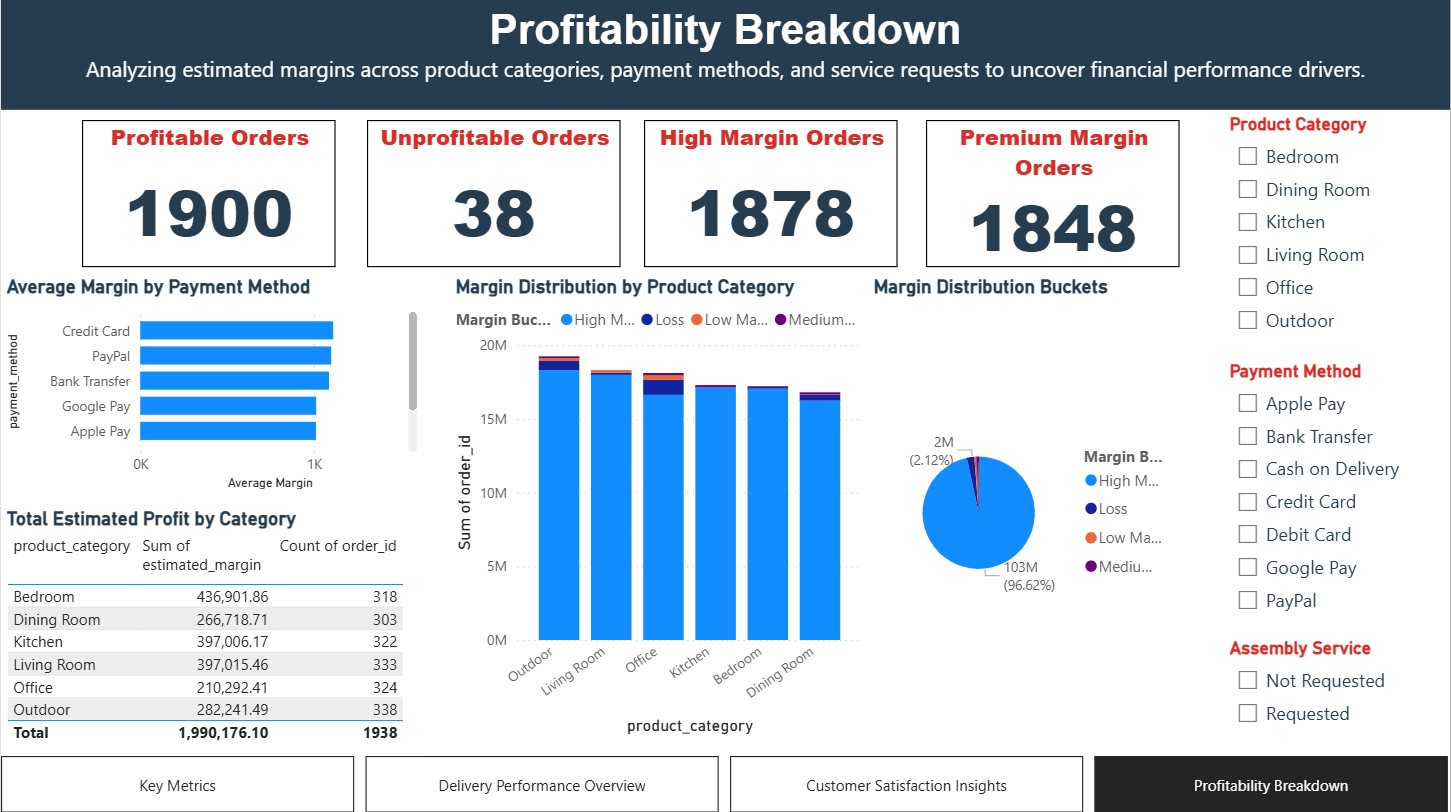 Profitability Breakdown
Analyzing estimated margins across product categories, payment methods, and service requests to uncover financial performance drivers.
Profitable Orders
1900
Unprofitable Orders
38
High Margin Orders
1878
Premium Margin
Orders
1848
Average Margin by Payment Method
payment_method
Credit Card
PayPal
Bank Transfer
Google Pay
Apple Pay
0K 1K
Average Margin
Total Estimated Profit by Category
product_category Sum of Count of order_id
estimated_margin
Bedroom 436,901.86 318
Dining Room 266,718.71 303
Kitchen 397,006.17 322
Living Room 397,015.46 333
Office 210,292.41 324
Outdoor 282,241.49 338
Total 1,990,176.10 1938
Margin Distribution by Product Category
Margin Buc... High M... Loss Low Ma... Medium...
Sum of order_id
20M
15M
10M
5M
0M
Outdoor
Living Room
Office
Kitchen
Bedroom
Dining Room
product_category
Margin Distribution Buckets
2M
(2.12%)
103M
(96.62%)
Margin B...
High M...
Loss
Low Ma...
Mediu...
Product Category
Bedroom
Dining Room
Kitchen
Living Room
Office
Outdoor
Payment Method
Apple Pay
Bank Transfer
Cash on Delivery
Credit Card
Debit Card
Google Pay
PayPal
Assembly Service
Not Requested
Requested
Key Metrics
Delivery Performance Overview
Customer Satisfaction Insights
Profitability Breakdown